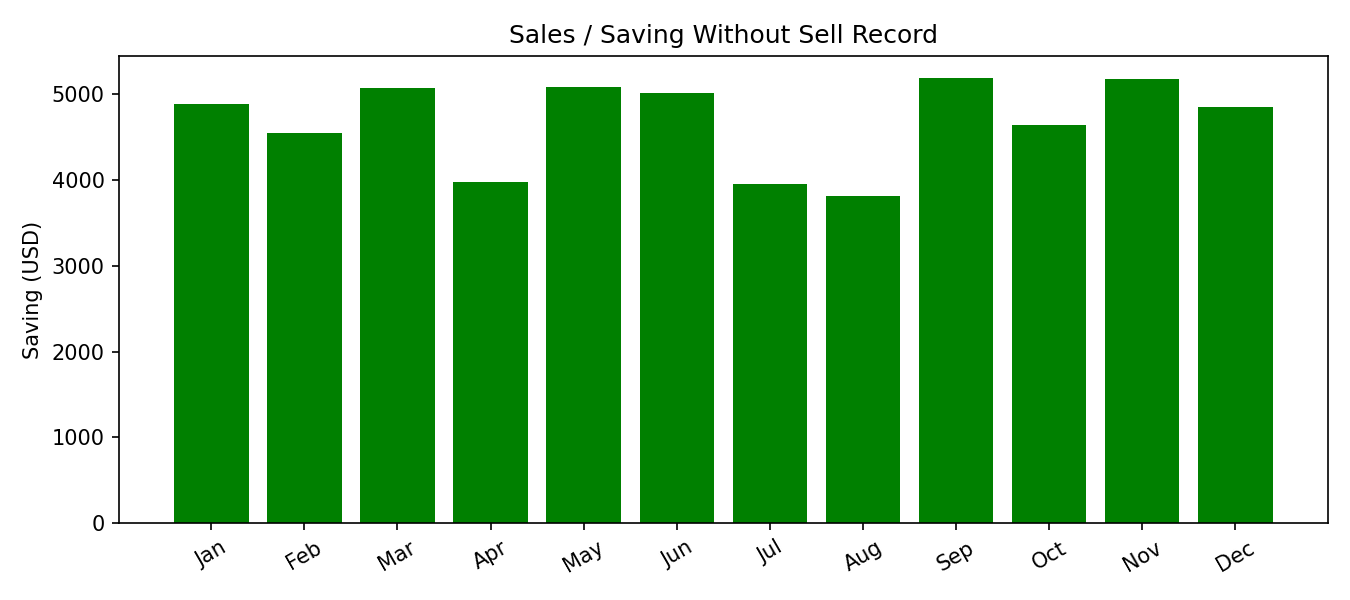 Sales / Saving Without Sell Record
Saving (USD)
5000
4000
3000
2000
1000
0
Jan
Feb
Mar
Apr
May
Jun
Jul
Aug
Sep
Oct
Nov
Dec